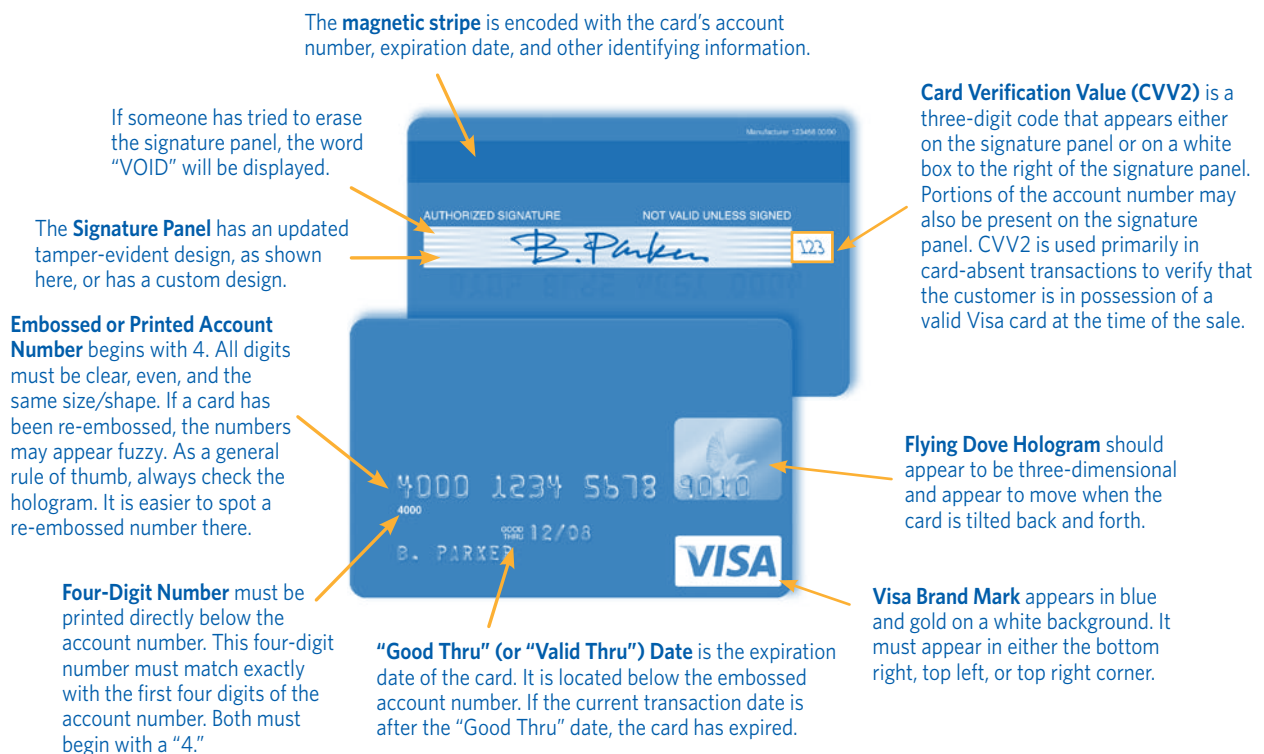 The magnetic stripe is encoded with the card’s account
number, expiration date, and other identifying information.
If someone has tried to erase
the signature panel, the word
“VOID” will be displayed.
The Signature Panel has an updated
tamper-evident design, as shown
here, or has a custom design.
Embossed or Printed Account
Number begins with 4. All digits
must be clear, even, and the
same size/shape. If a card has
been re-embossed, the numbers
may appear fuzzy. As a general
rule of thumb, always check the
hologram. It is easier to spot a
re-embossed number there.
Four-Digit Number must be
printed directly below the
account number. This four-digit
number must match exactly
with the first four digits of the
account number. Both must
begin with a “4.”
Manufacturer 123456 00/00
AUTHORIZED SIGNATURE NOT VALID UNLESS SIGNED
B. Parker 123
4000 1234 5678 9010
4000
GOOD
THRU 12/08
B. PARKER
VISA
“Good Thru” (or “Valid Thru”) Date is the expiration
date of the card. It is located below the embossed
account number. If the current transaction date is
after the “Good Thru” date, the card has expired.
Card Verification Value (CVV2) is a
three-digit code that appears either
on the signature panel or on a white
box to the right of the signature panel.
Portions of the account number may
also be present on the signature
panel. CVV2 is used primarily in
card-absent transactions to verify that
the customer is in possession of a
valid Visa card at the time of the sale.
Flying Dove Hologram should
appear to be three-dimensional
and appear to move when the
card is tilted back and forth.
Visa Brand Mark appears in blue
and gold on a white background. It
must appear in either the bottom
right, top left, or top right corner.